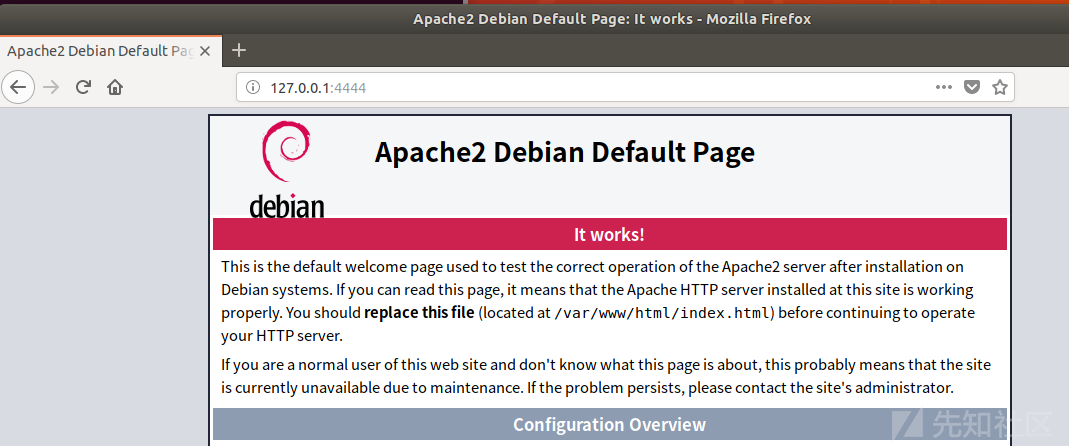 Apache2 Debian Default Page: It works - Mozilla Firefox
Apache2 Debian Default Pag
127.0.0.1:4444
debian
Apache2 Debian Default Page
It works!
This is the default welcome page used to test the correct operation of the Apache2 server after installation on
Debian systems. If you can read this page, it means that the Apache HTTP server installed at this site is working
properly. You should replace this file (located at /var/www/html/index.html) before continuing to operate
your HTTP server.
If you are a normal user of this web site and don't know what this page is about, this probably means that the site
is currently unavailable due to maintenance. If the problem persists, please contact the site's administrator.
Configuration Overview
先知社区